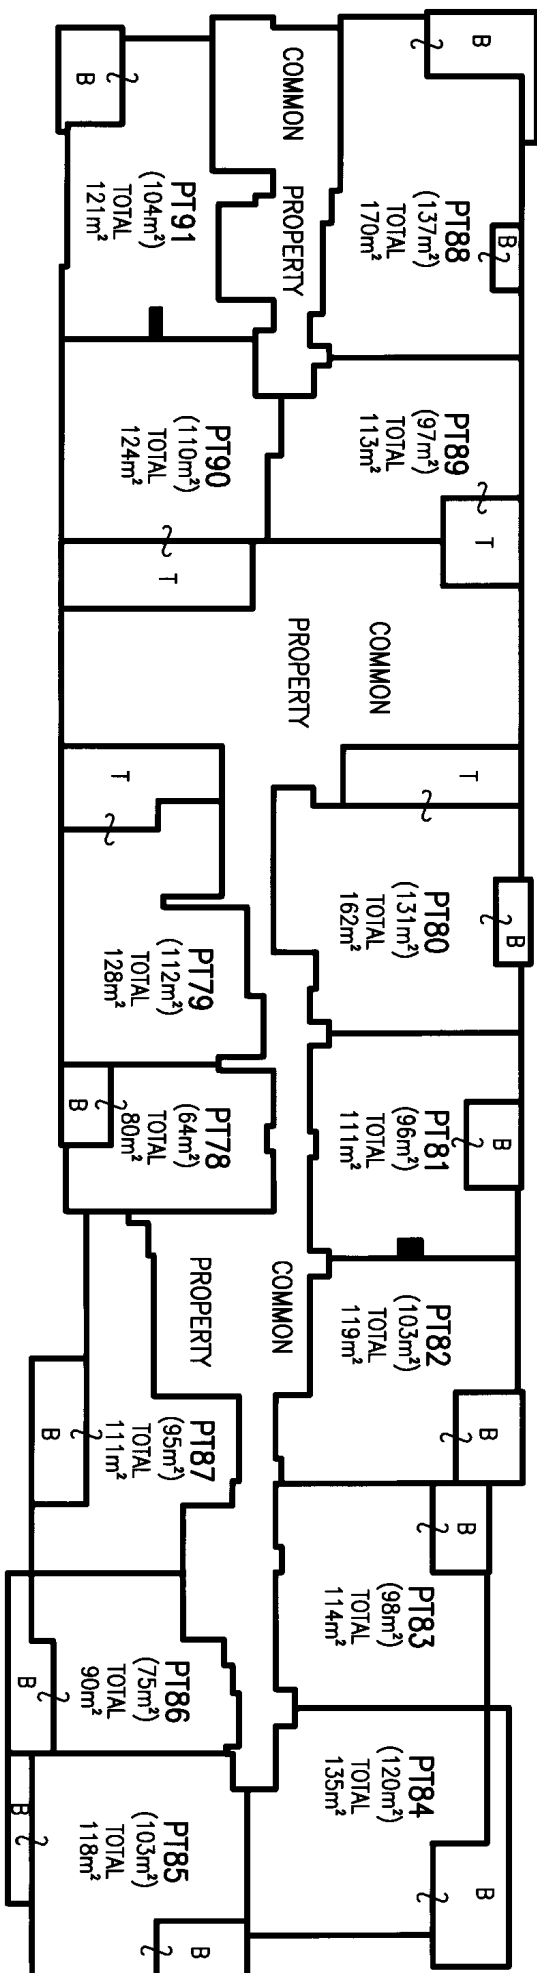 B
B
PT88
(137m²)
TOTAL
170m²
COMMON
PROPERTY
B
PT91
(104m²)
TOTAL
121m²
PT89
(97m²)
TOTAL
113m²
T
PT90
(110m²)
TOTAL
124m²
T
COMMON
PROPERTY
T
PT80
(131m²)
TOTAL
162m²
B
T
PT79
(112m²)
TOTAL
128m²
PT81
(96m²)
TOTAL
111m²
B
PT78
(64m²)
TOTAL
80m²
B
PT82
(103m²)
TOTAL
119m²
B
COMMON
PROPERTY
PT87
(95m²)
TOTAL
111m²
B
B
PT83
(98m²)
TOTAL
114m²
PT86
(75m²)
TOTAL
90m²
B
PT84
(120m²)
TOTAL
135m²
B
PT85
(103m²)
TOTAL
118m²
B
B